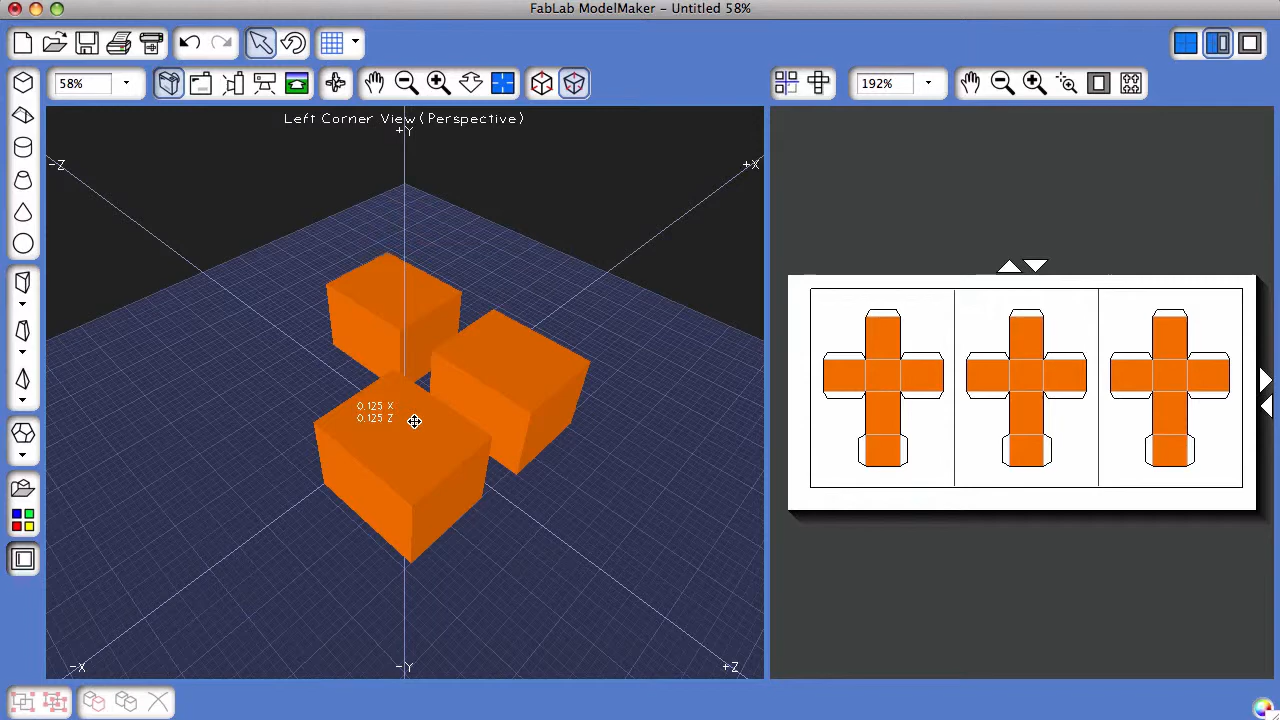 FabLab ModelMaker - Untitled 58%
58%
192%
Left Corner View (Perspective)
+Y
-Z
+X
0.125 X
0.125 Z
-X
-Y
+Z